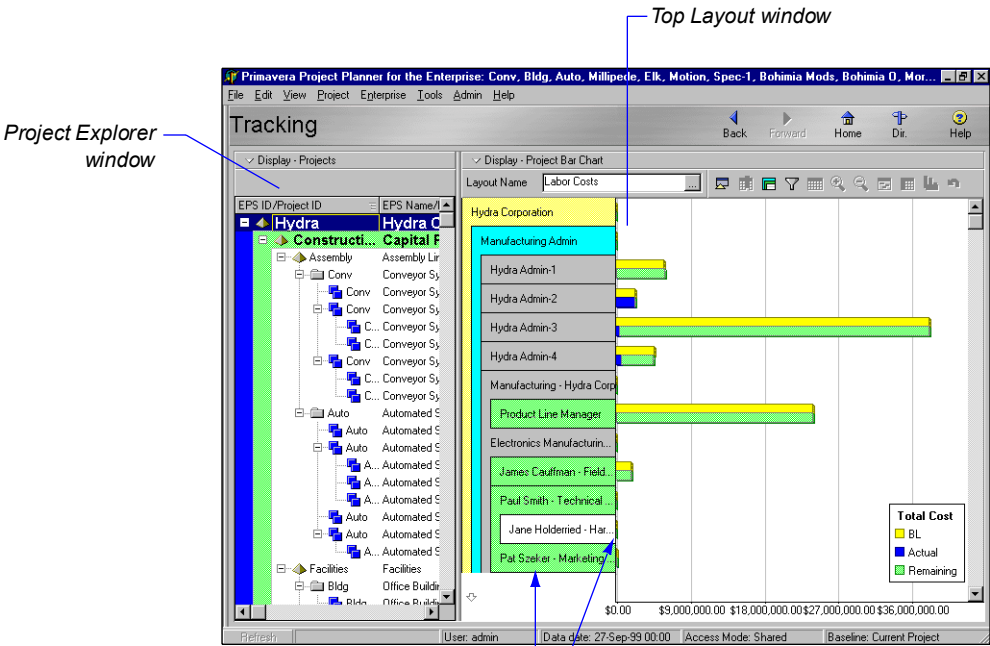 Top Layout window
Primavera Project Planner for the Enterprise: Conv, Bldg, Auto, Millipede, Elk, Motion, Spec-1, Bohimia Mods, Bohimia O, Mor...
File Edit View Project Enterprise Tools Admin Help
Tracking
Back Forward Home Dir. Help
Project Explorer
window
Display - Projects
Display - Project Bar Chart
Layout Name Labor Costs ...
EPS ID/Project ID EPS Name/
Hydra Hydra C
Constructi... Capital P
Assembly Assembly Lir
Conv Conveyor Sy
Conv Conveyor Sy
Conv Conveyor Sy
C... Conveyor Sy
C... Conveyor Sy
Conv Conveyor Sy
C... Conveyor Sy
C... Conveyor Sy
Auto Automated S
Auto Automated S
Auto Automated S
A... Automated S
A... Automated S
A... Automated S
Auto Automated S
Auto Automated S
A... Automated S
Facilities Facilities
Bldg Office Buildin
Bldg Office Buildin
Hydra Corporation
Manufacturing Admin
Hydra Admin-1
Hydra Admin-2
Hydra Admin-3
Hydra Admin-4
Manufacturing - Hydra Corp
Product Line Manager
Electronics Manufacturin...
James Cauffman - Field...
Paul Smith - Technical ...
Jane Holderried - Har...
Pat Szeker - Marketing...
Total Cost
BL
Actual
Remaining
$0.00 $9,000,000.00 $18,000,000.00 $27,000,000.00 $36,000,000.00
Refresh User: admin Data date: 27-Sep-99 00:00 Access Mode: Shared Baseline: Current Project